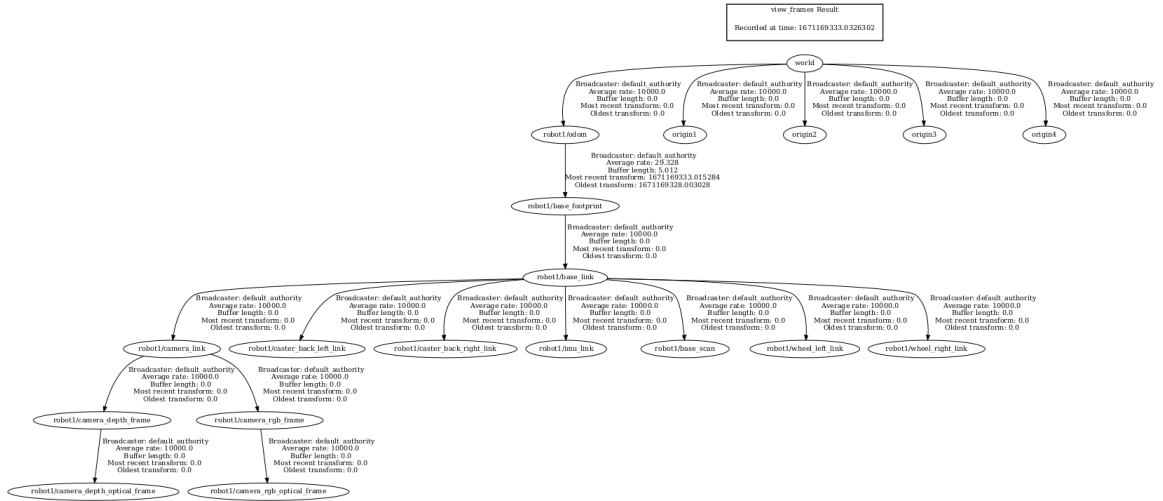 view_frames Result
Recorded at time: 1671169333.0326302
world
Broadcaster: default_authority
Average rate: 10000.0
Buffer length: 0.0
Most recent transform: 0.0
Oldest transform: 0.0
Broadcaster: default_authority
Average rate: 10000.0
Buffer length: 0.0
Most recent transform: 0.0
Oldest transform: 0.0
Broadcaster: default_authority
Average rate: 10000.0
Buffer length: 0.0
Most recent transform: 0.0
Oldest transform: 0.0
Broadcaster: default_authority
Average rate: 10000.0
Buffer length: 0.0
Most recent transform: 0.0
Oldest transform: 0.0
Broadcaster: default_authority
Average rate: 10000.0
Buffer length: 0.0
Most recent transform: 0.0
Oldest transform: 0.0
robot1/odom
origin1
origin2
origin3
origin4
Broadcaster: default_authority
Average rate: 29.328
Buffer length: 5.012
Most recent transform: 1671169333.015284
Oldest transform: 1671169328.003028
robot1/base_footprint
Broadcaster: default_authority
Average rate: 10000.0
Buffer length: 0.0
Most recent transform: 0.0
Oldest transform: 0.0
robot1/base_link
Broadcaster: default_authority
Average rate: 10000.0
Buffer length: 0.0
Most recent transform: 0.0
Oldest transform: 0.0
Broadcaster: default_authority
Average rate: 10000.0
Buffer length: 0.0
Most recent transform: 0.0
Oldest transform: 0.0
Broadcaster: default_authority
Average rate: 10000.0
Buffer length: 0.0
Most recent transform: 0.0
Oldest transform: 0.0
Broadcaster: default_authority
Average rate: 10000.0
Buffer length: 0.0
Most recent transform: 0.0
Oldest transform: 0.0
Broadcaster: default_authority
Average rate: 10000.0
Buffer length: 0.0
Most recent transform: 0.0
Oldest transform: 0.0
Broadcaster: default_authority
Average rate: 10000.0
Buffer length: 0.0
Most recent transform: 0.0
Oldest transform: 0.0
Broadcaster: default_authority
Average rate: 10000.0
Buffer length: 0.0
Most recent transform: 0.0
Oldest transform: 0.0
robot1/camera_link
robot1/caster_back_left_link
robot1/caster_back_right_link
robot1/imu_link
robot1/base_scan
robot1/wheel_left_link
robot1/wheel_right_link
Broadcaster: default_authority
Average rate: 10000.0
Buffer length: 0.0
Most recent transform: 0.0
Oldest transform: 0.0
Broadcaster: default_authority
Average rate: 10000.0
Buffer length: 0.0
Most recent transform: 0.0
Oldest transform: 0.0
robot1/camera_depth_frame
robot1/camera_rgb_frame
Broadcaster: default_authority
Average rate: 10000.0
Buffer length: 0.0
Most recent transform: 0.0
Oldest transform: 0.0
Broadcaster: default_authority
Average rate: 10000.0
Buffer length: 0.0
Most recent transform: 0.0
Oldest transform: 0.0
robot1/camera_depth_optical_frame
robot1/camera_rgb_optical_frame